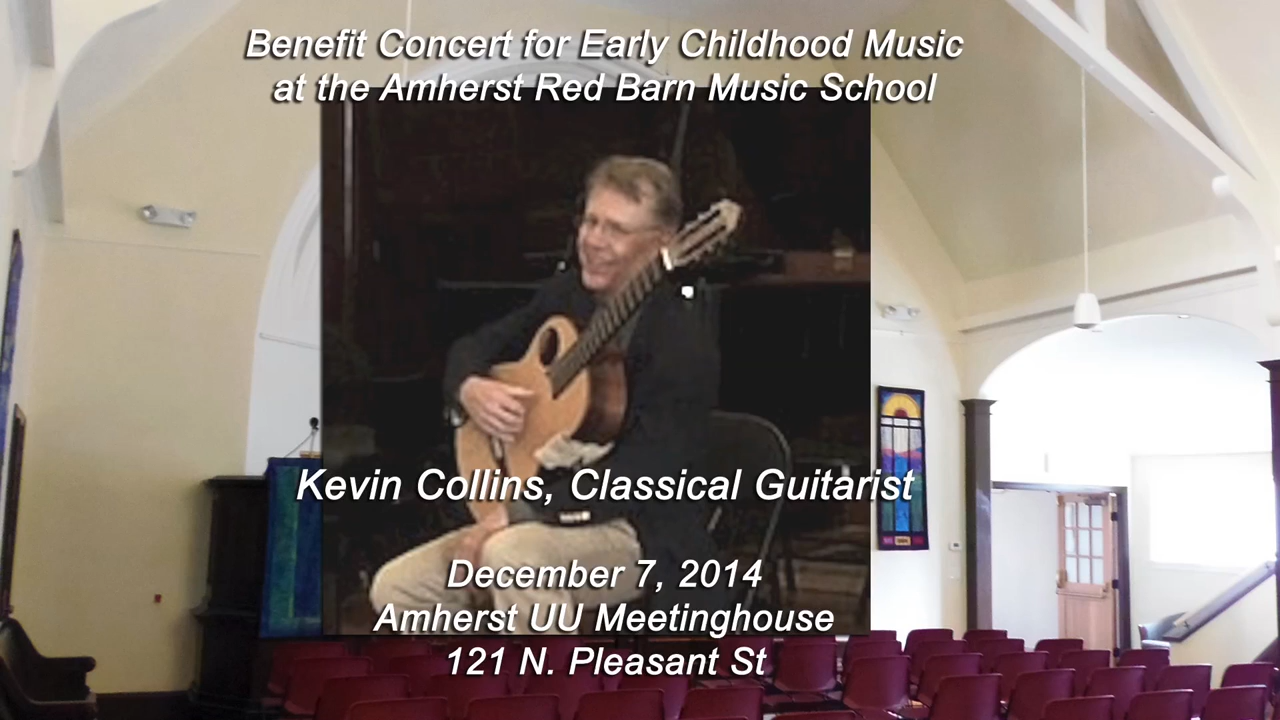 Benefit Concert for Early Childhood Music
at the Amherst Red Barn Music School
Kevin Collins, Classical Guitarist
December 7, 2014
Amherst UU Meetinghouse
121 N. Pleasant St